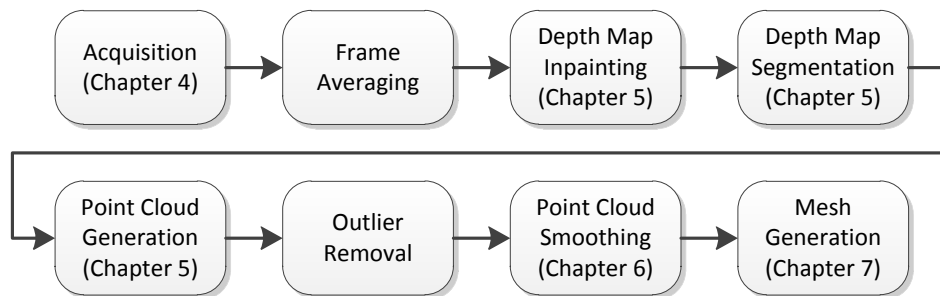 Acquisition
(Chapter 4)
Frame
Averaging
Depth Map
Inpainting
(Chapter 5)
Depth Map
Segmentation
(Chapter 5)
Point Cloud
Generation
(Chapter 5)
Outlier
Removal
Point Cloud
Smoothing
(Chapter 6)
Mesh
Generation
(Chapter 7)